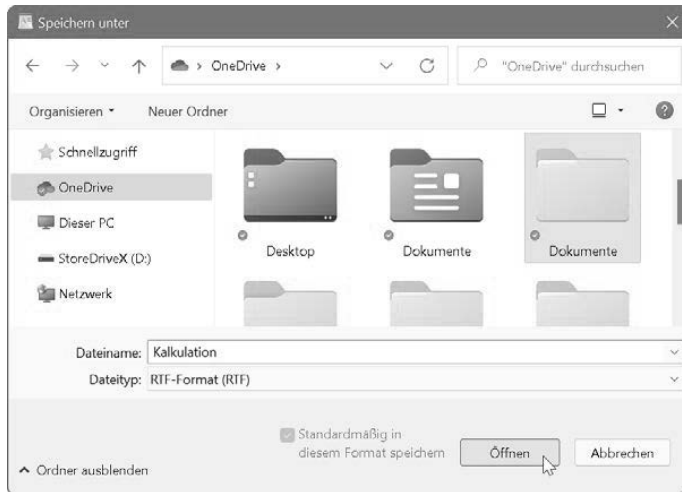 Speichern unter
OneDrive
"OneDrive" durchsuchen
Organisieren
Neuer Ordner
Schnellzugriff
OneDrive
Dieser PC
StoreDriveX (D:)
Netzwerk
Desktop
Dokumente
Dokumente
Dateiname: Kalkulation
Dateityp: RTF-Format (RTF)
Standardmäßig in
diesem Format speichern
Öffnen
Abbrechen
Ordner ausblenden